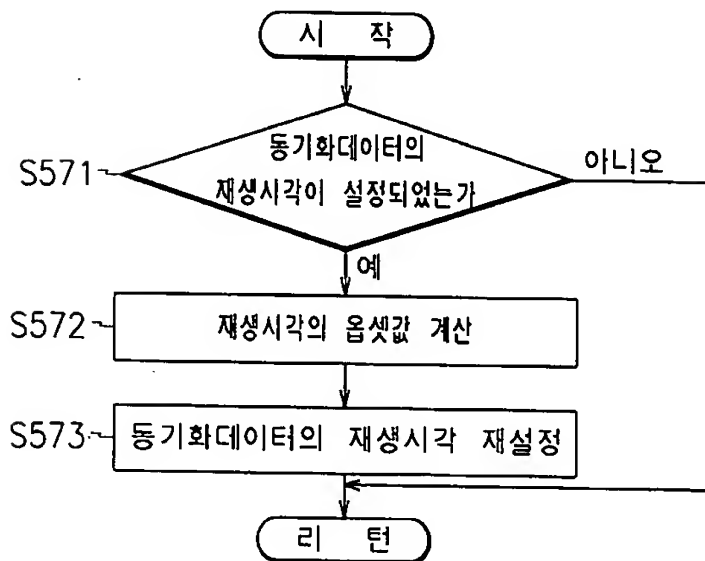 시 작
동기화데이터의
S571
재생시각이 설정되었는가
아니오
예
S572
재생시각의 옵셋값 계산
S573
동기화데이터의 재생시각 재설정
리 턴